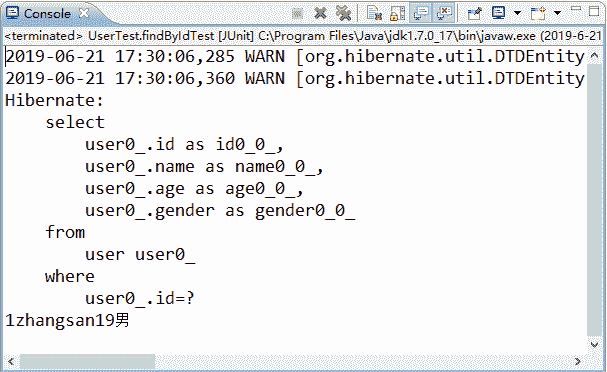 Console
<terminated> UserTest.findByIdTest [JUnit] C:\Program Files\Java\jdk1.7.0_17\bin\javaw.exe (2019-6-21
2019-06-21 17:30:06,285 WARN [org.hibernate.util.DTDEntity
2019-06-21 17:30:06,360 WARN [org.hibernate.util.DTDEntity
Hibernate:
    select
        user0_.id as id0_0_,
        user0_.name as name0_0_,
        user0_.age as age0_0_,
        user0_.gender as gender0_0_
    from
        user user0_
    where
        user0_.id=?
1zhangsan19男